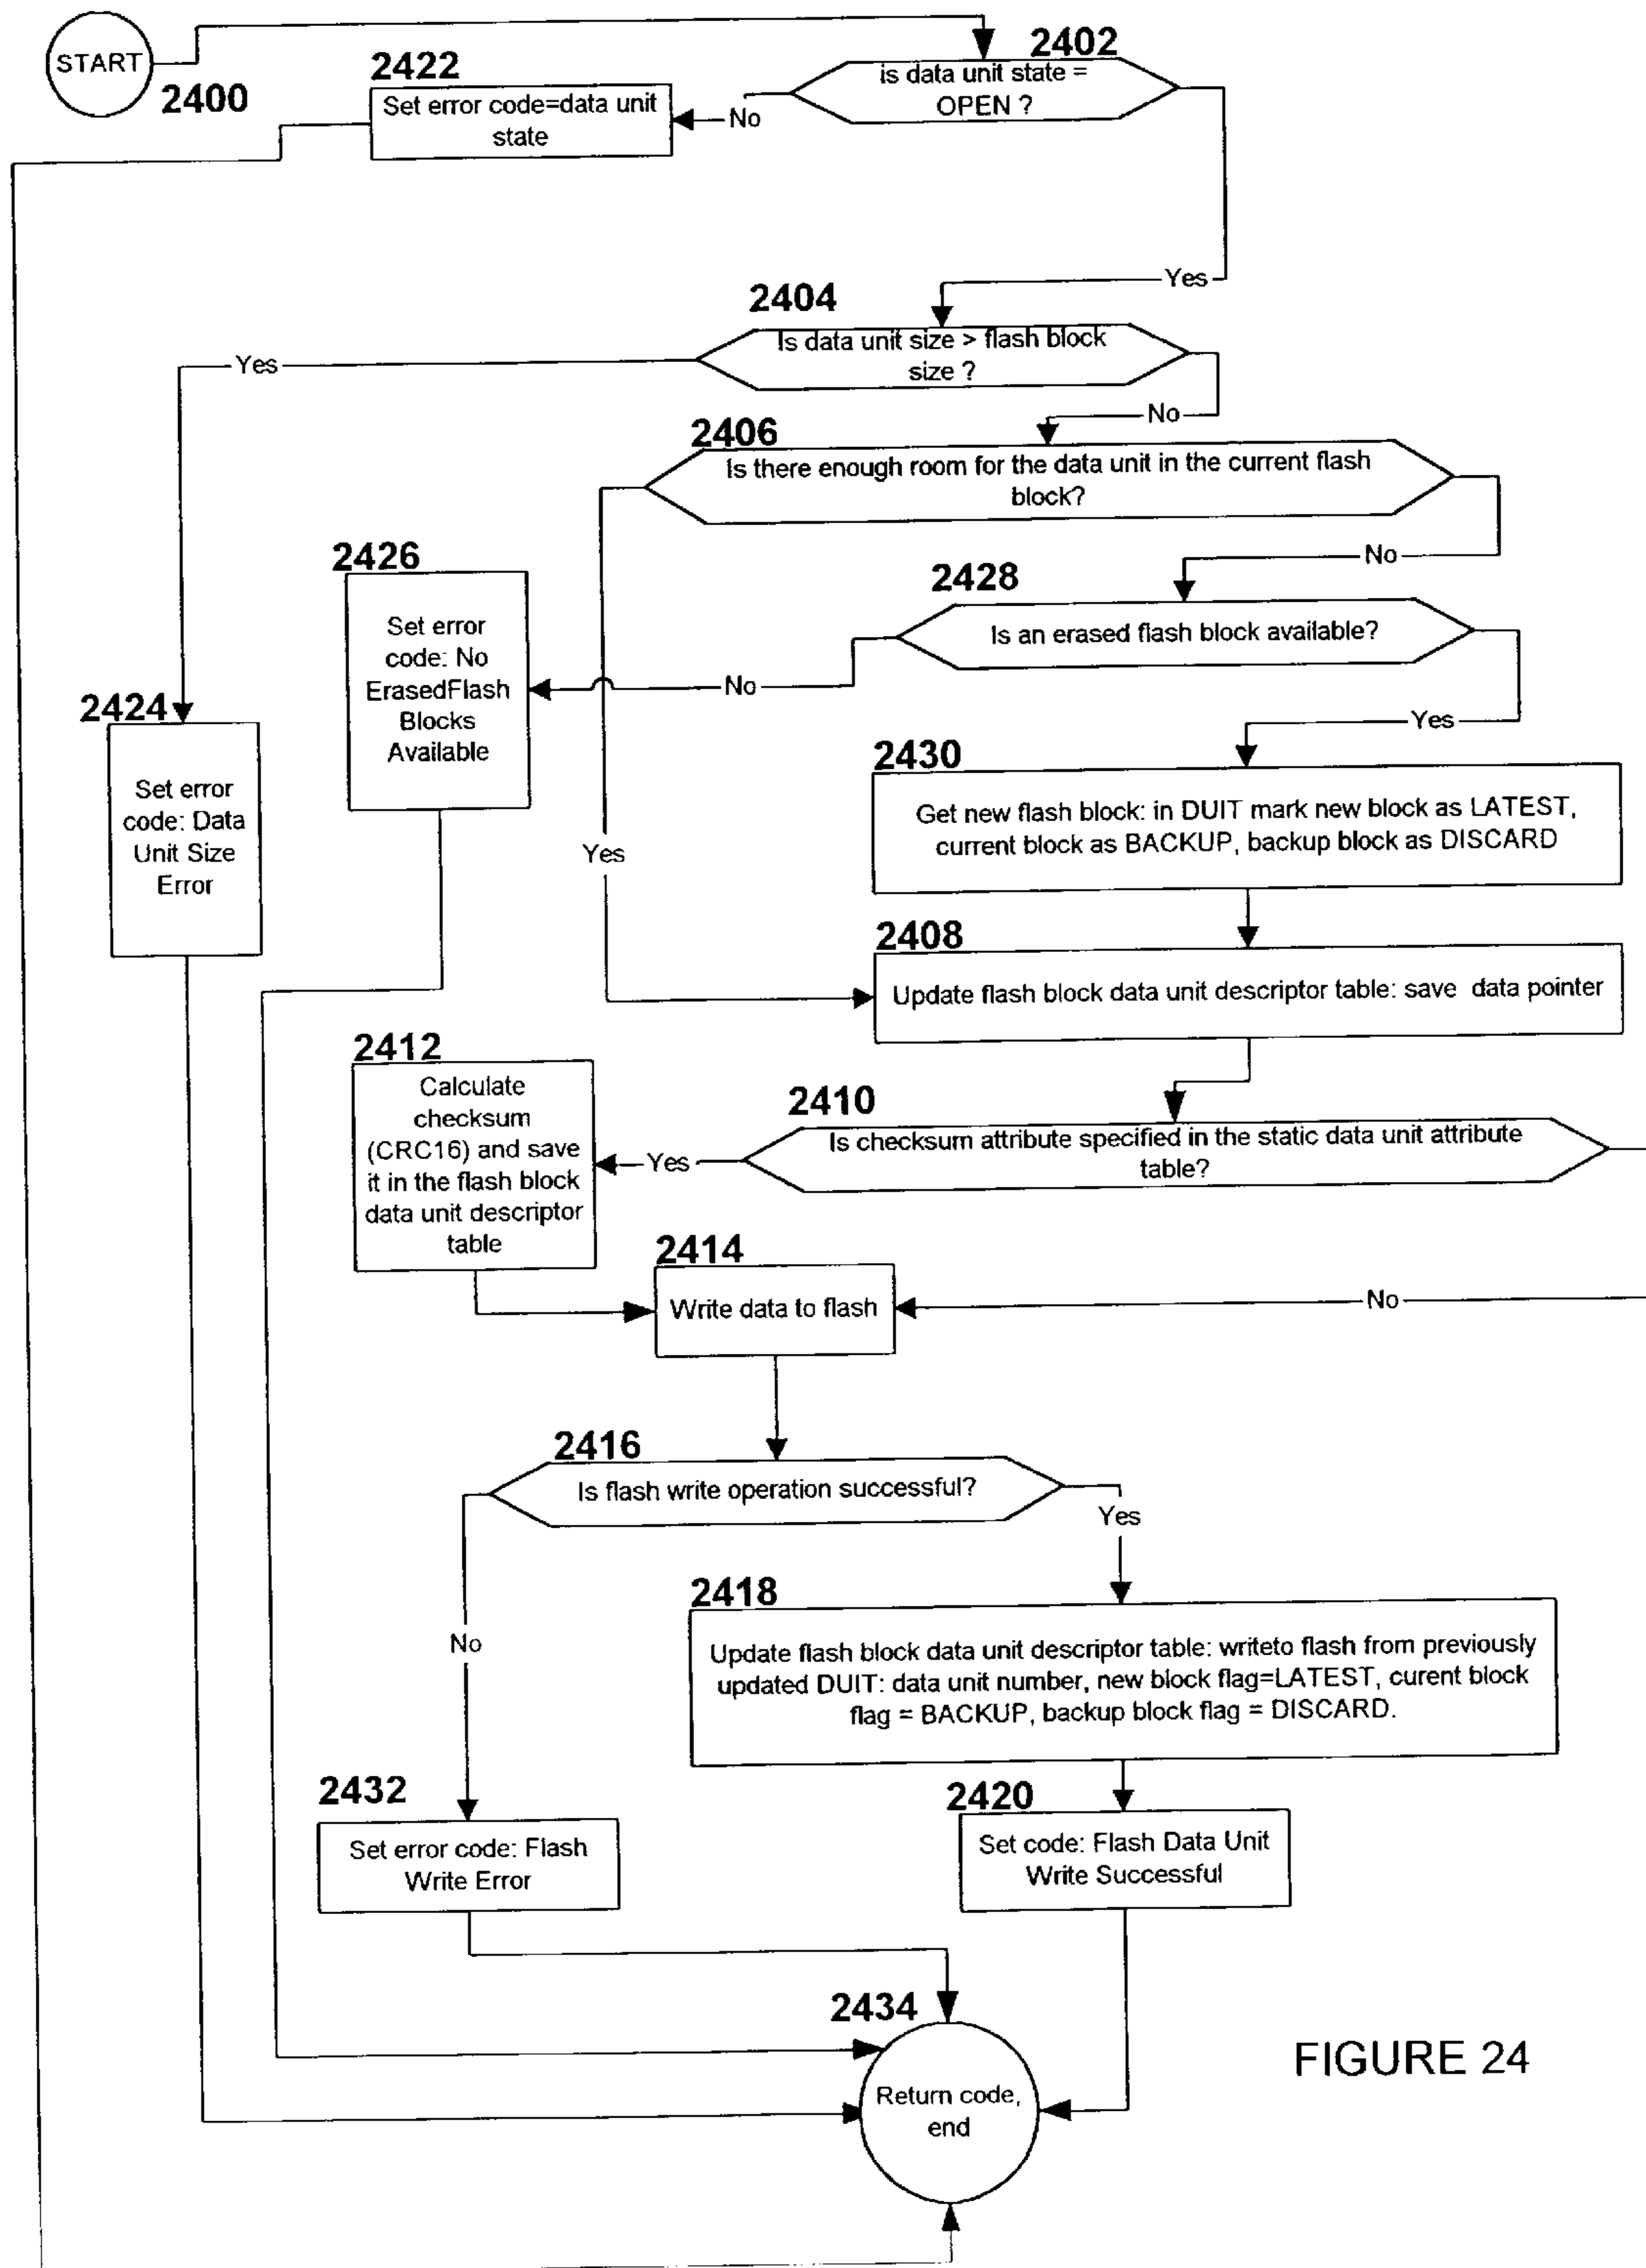 START
2400
2402
is data unit state =
OPEN ?
2422
Set error code=data unit
state
No
Yes
2404
Is data unit size > flash block
size ?
Yes
No
2406
Is there enough room for the data unit in the current flash
block?
No
2426
Set error
code: No
ErasedFlash
Blocks
Available
2428
Is an erased flash block available?
No
Yes
2424
Set error
code: Data
Unit Size
Error
2430
Get new flash block: in DUIT mark new block as LATEST,
current block as BACKUP, backup block as DISCARD
Yes
2408
Update flash block data unit descriptor table: save data pointer
2412
Calculate
checksum
(CRC16) and save
it in the flash block
data unit descriptor
table
2410
Is checksum attribute specified in the static data unit attribute
table?
Yes
2414
Write data to flash
No
2416
Is flash write operation successful?
Yes
No
2418
Update flash block data unit descriptor table: writeto flash from previously
updated DUIT: data unit number, new block flag=LATEST, curent block
flag = BACKUP, backup block flag = DISCARD.
2432
Set error code: Flash
Write Error
2420
Set code: Flash Data Unit
Write Successful
2434
Return code,
end
FIGURE 24